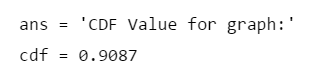 ans = 'CDF Value for graph:'
cdf = 0.9087